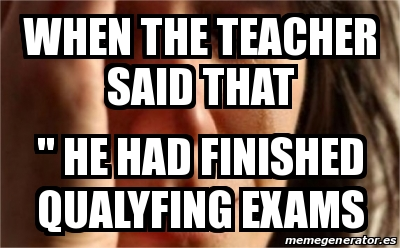 WHEN THE TEACHER
SAID THAT
" HE HAD FINISHED
QUALYFING EXAMS
memegenerator.es